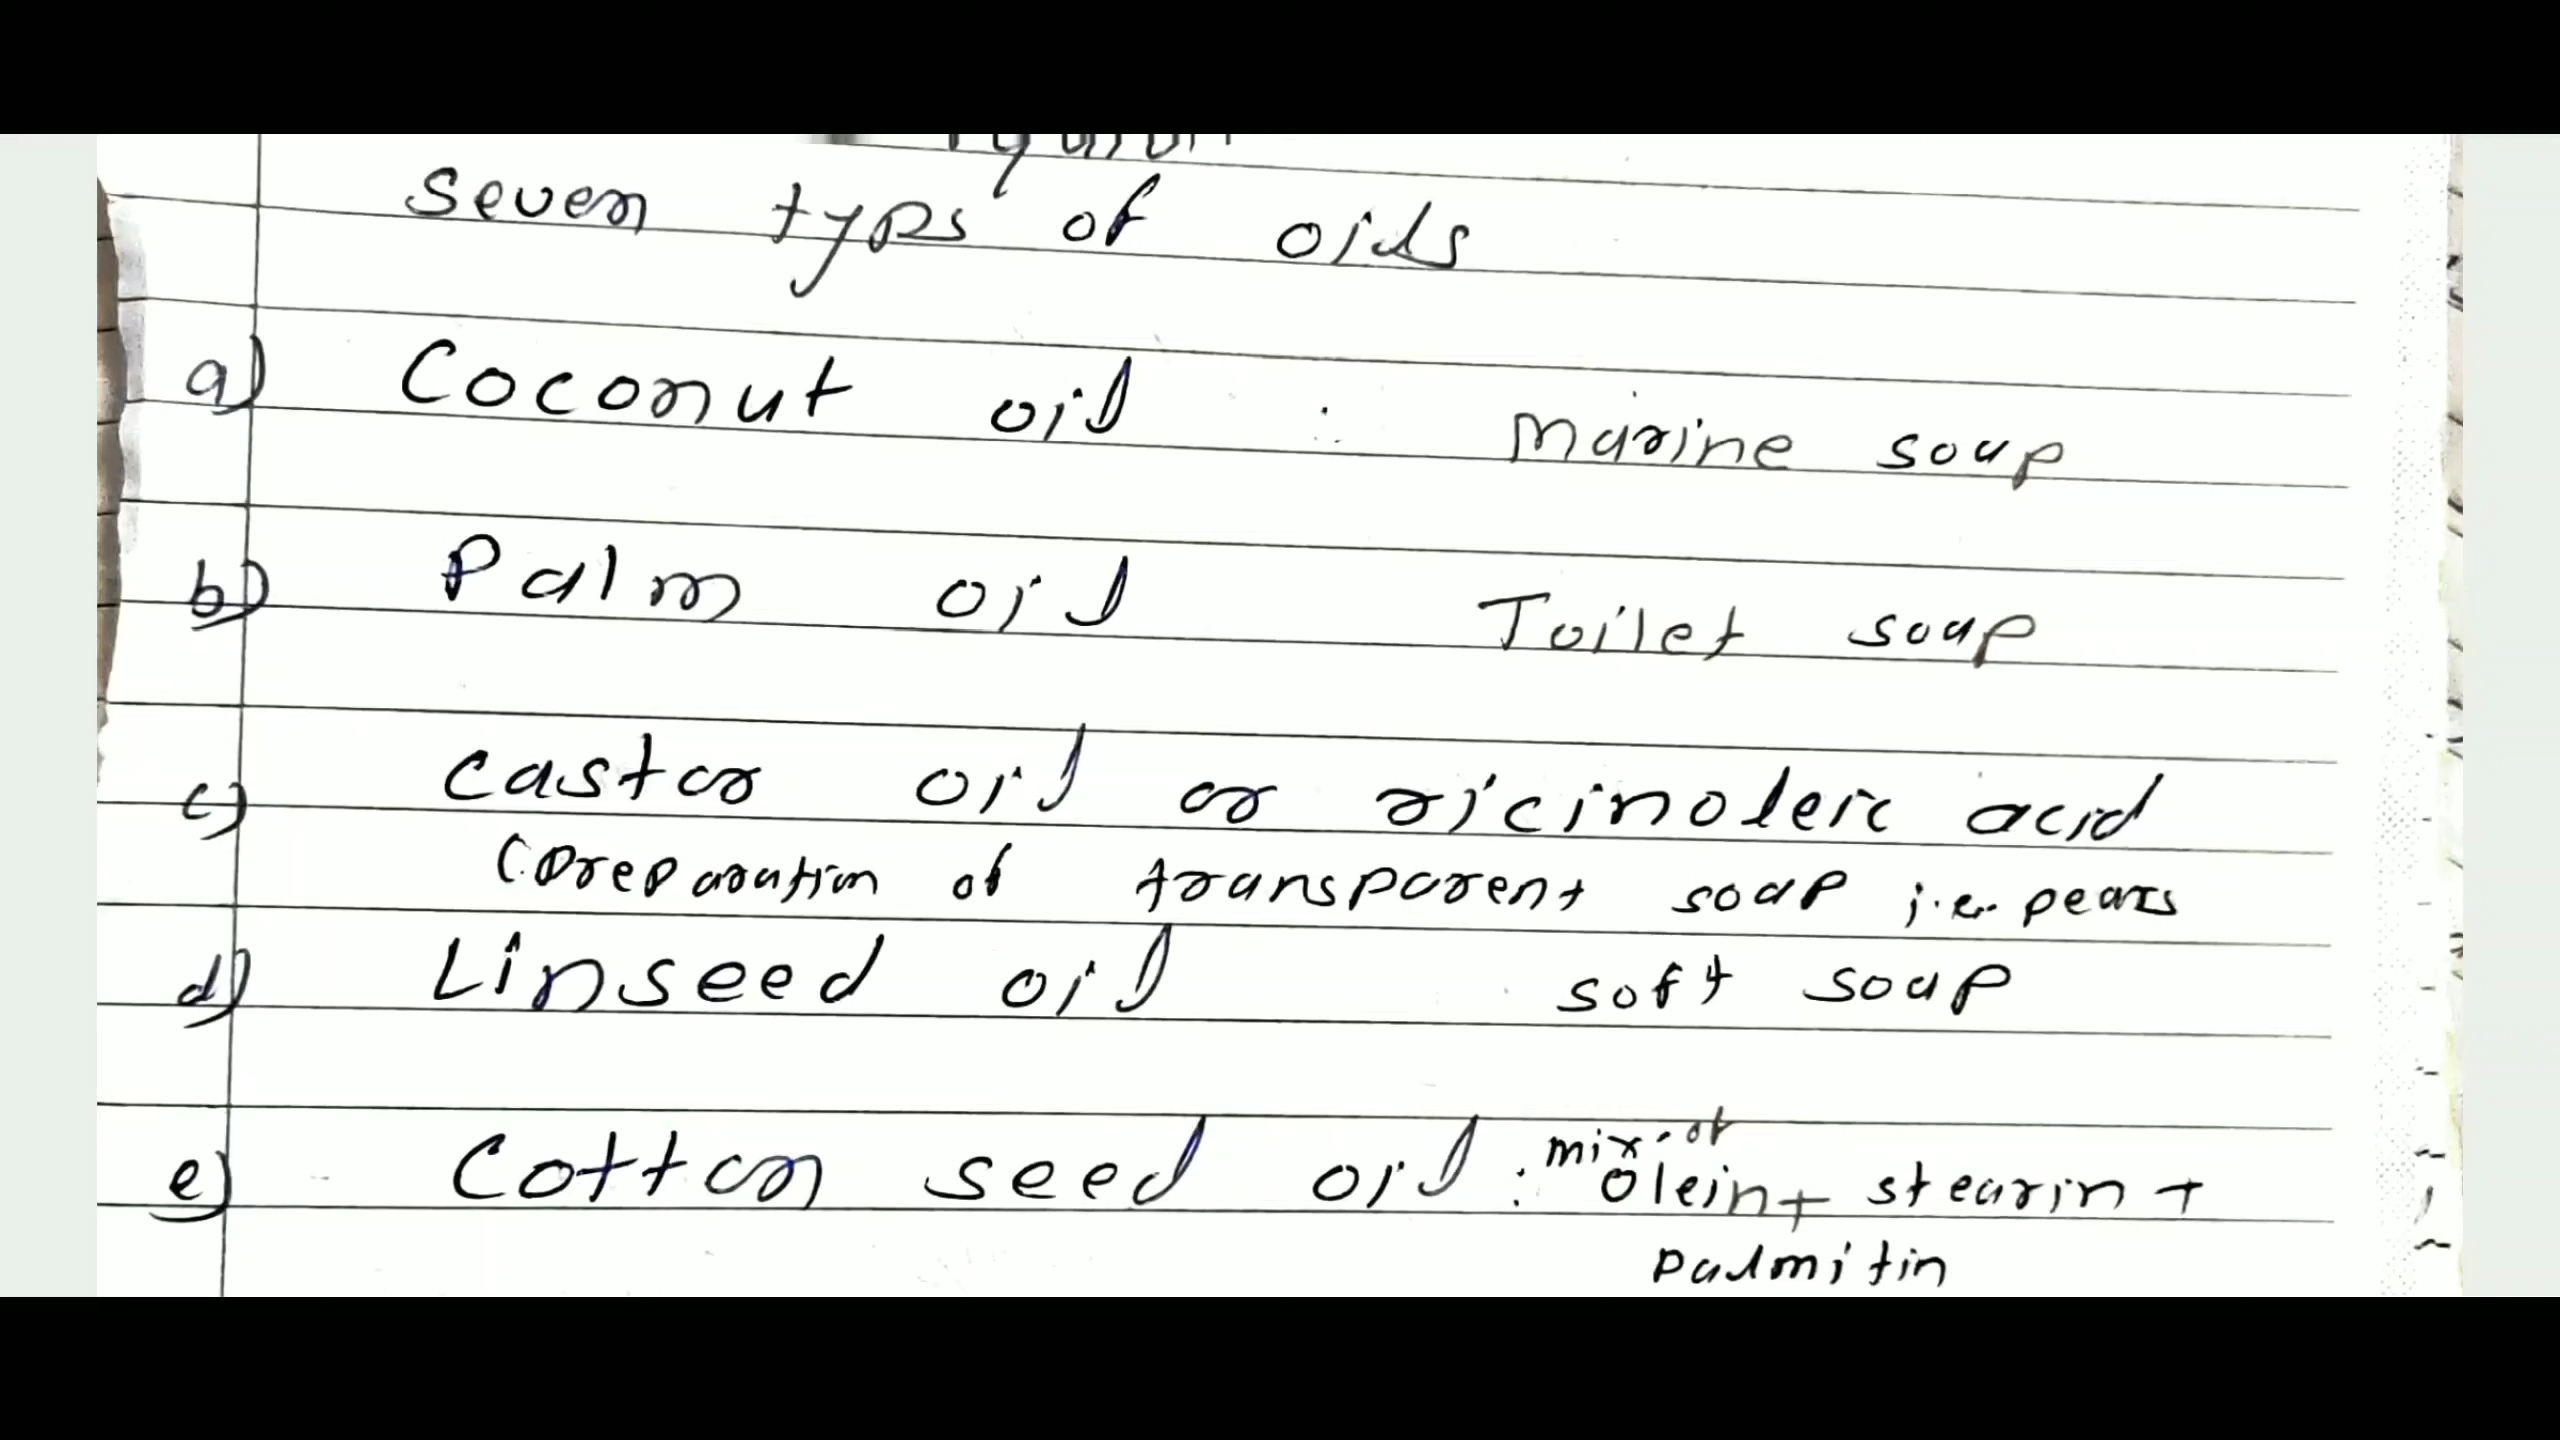 Seven typs of oils
a) Coconut oil : Marine soap
b) Palm oil Toilet soap
c) Castor oil or ricinoleic acid
(Preparation of transparent soap i.e. pears
d) Linseed oil soft soap
e) Cotton seed oil : mix. of olein + stearin +
palmitin